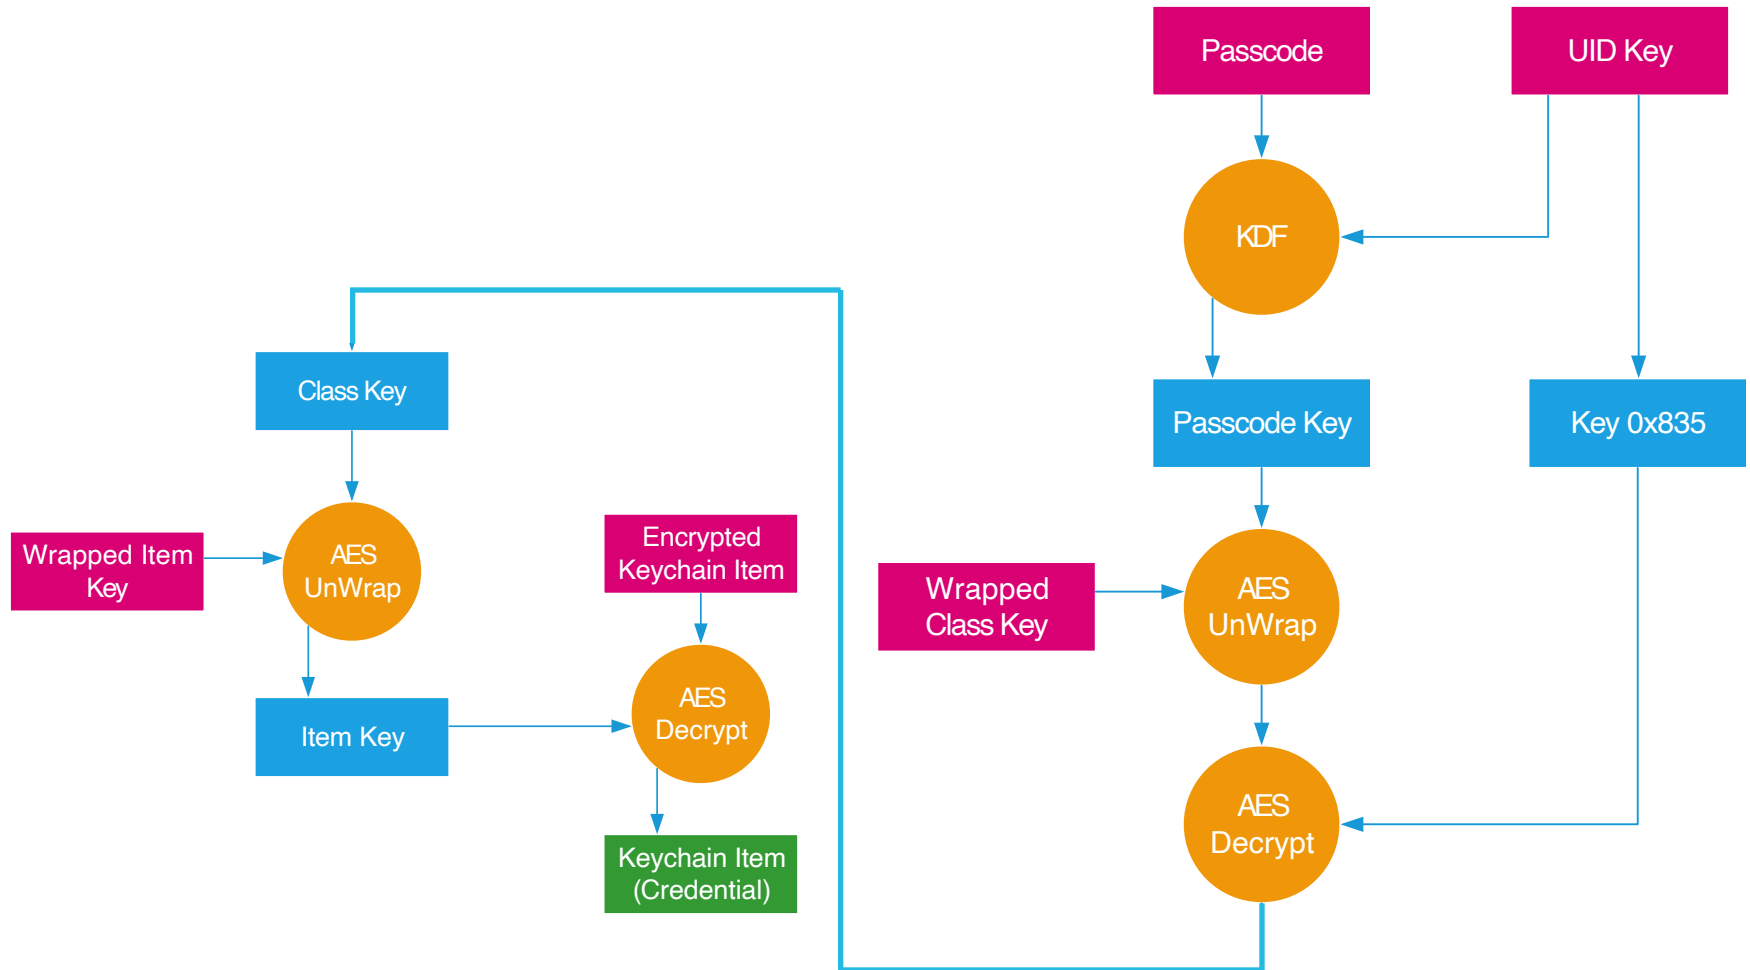 Passcode
UID Key
KDF
Class Key
Passcode Key
Key 0x835
Wrapped Item
Key
AES
UnWrap
Encrypted
Keychain Item
Wrapped
Class Key
AES
UnWrap
Item Key
AES
Decrypt
AES
Decrypt
Keychain Item
(Credential)